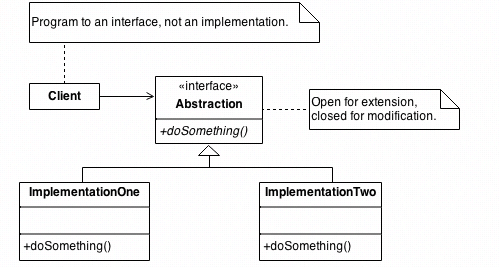 Program to an interface, not an implementation.
Client
«interface»
Abstraction
+doSomething()
Open for extension,
closed for modification.
ImplementationOne
+doSomething()
ImplementationTwo
+doSomething()